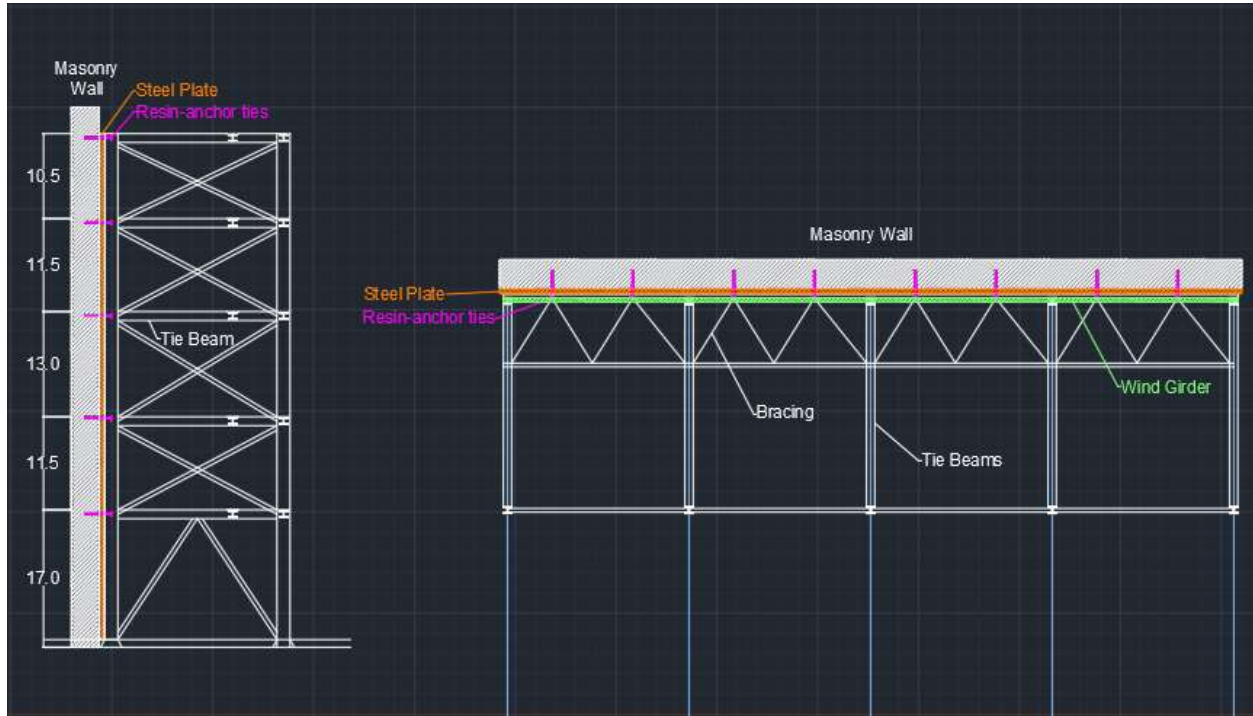 Masonry
Wall
Steel Plate
Resin-anchor ties
10.5
11.5
Tie Beam
13.0
11.5
17.0
Masonry Wall
Steel Plate
Resin-anchor ties
Wind Girder
Bracing
Tie Beams